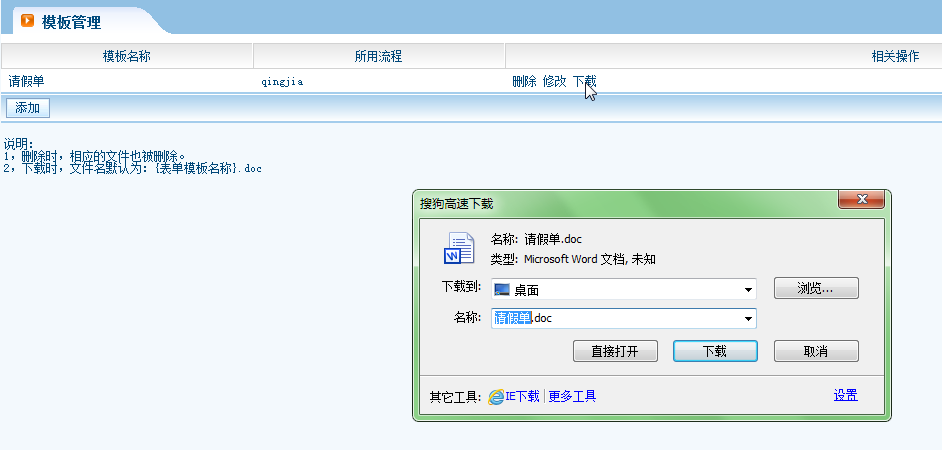 模板管理
模板名称 所用流程 相关操作
请假单 qingjia 删除 修改 下载
添加
说明：
1，删除时，相应的文件也被删除。
2，下载时，文件名默认为：{表单模板名称}.doc
搜狗高速下载
名称: 请假单.doc
类型: Microsoft Word 文档, 未知
下载到: 桌面 浏览...
名称: 请假单.doc
直接打开 下载 取消
其它工具: IE下载 | 更多工具 设置